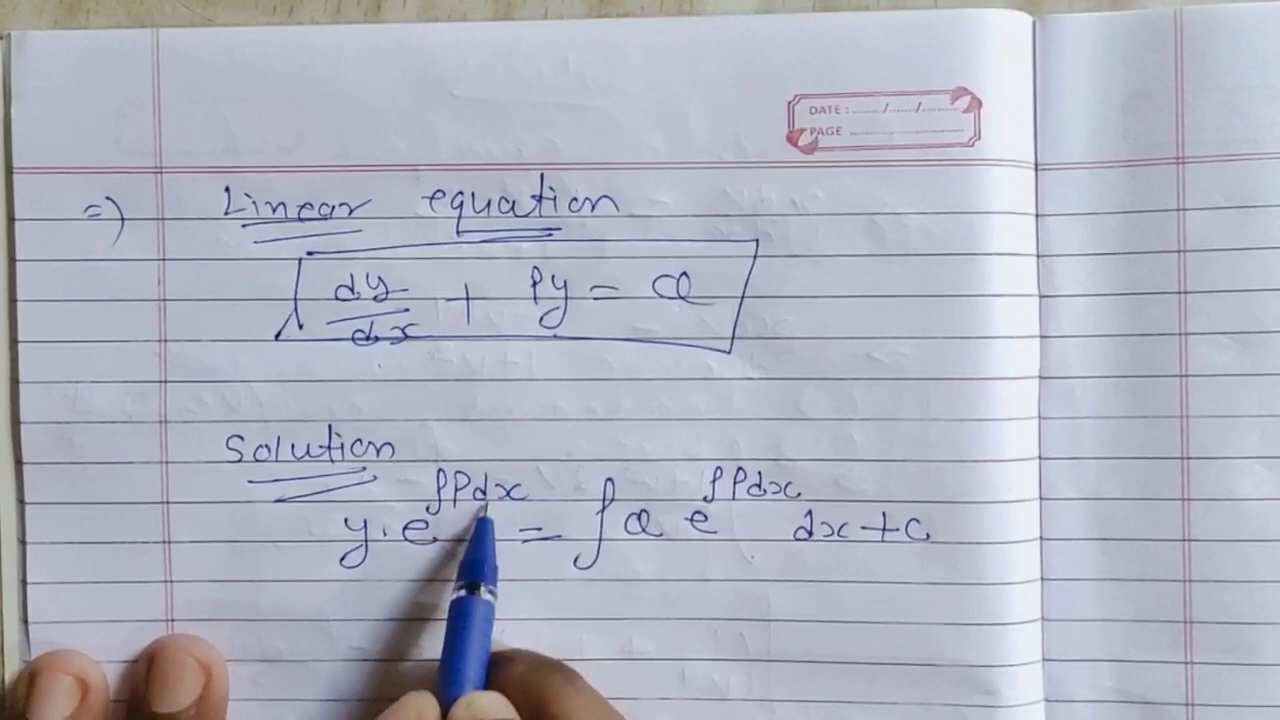 DATE : ....../....../..........
PAGE ........................
=) Linear equation
dy/dx + Py = Q
Solution
y.e^∫Pdx = ∫Q e^∫Pdx dx+c